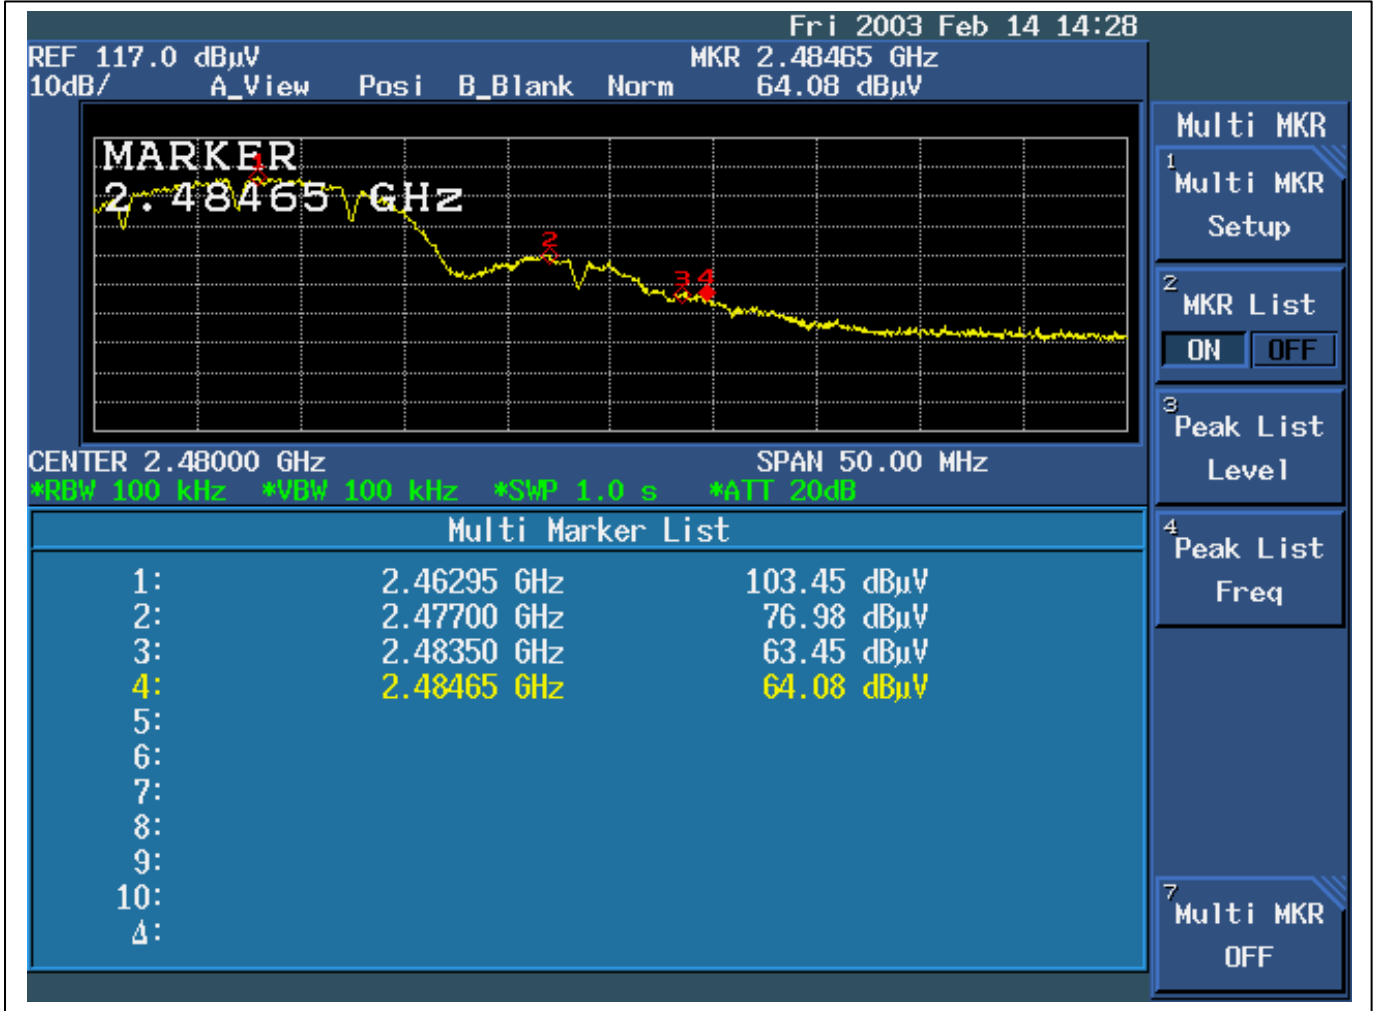 Fri 2003 Feb 14 14:28
REF 117.0 dBµV MKR 2.48465 GHz
10dB/ A_View Posi B_Blank Norm 64.08 dBµV
MARKER
2.48465 GHz
1
2
3 4
CENTER 2.48000 GHz SPAN 50.00 MHz
*RBW 100 kHz *VBW 100 kHz *SWP 1.0 s *ATT 20dB
Multi Marker List
1: 2.46295 GHz 103.45 dBµV
2: 2.47700 GHz 76.98 dBµV
3: 2.48350 GHz 63.45 dBµV
4: 2.48465 GHz 64.08 dBµV
5:
6:
7:
8:
9:
10:
Δ:
Multi MKR
1 Multi MKR
Setup
2 MKR List
ON OFF
3 Peak List
Level
4 Peak List
Freq
7 Multi MKR
OFF